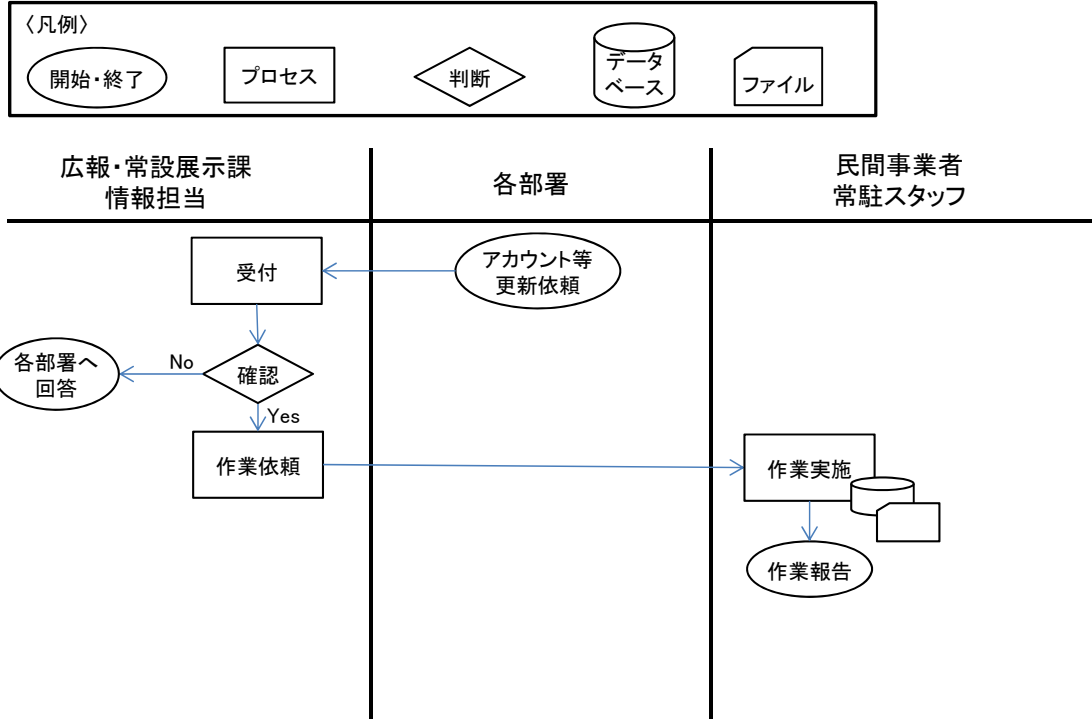 〈凡例〉
開始・終了
プロセス
判断
データ
ベース
ファイル
広報・常設展示課
情報担当
各部署
民間事業者
常駐スタッフ
受付
アカウント等
更新依頼
各部署へ
回答
No
確認
Yes
作業依頼
作業実施
作業報告